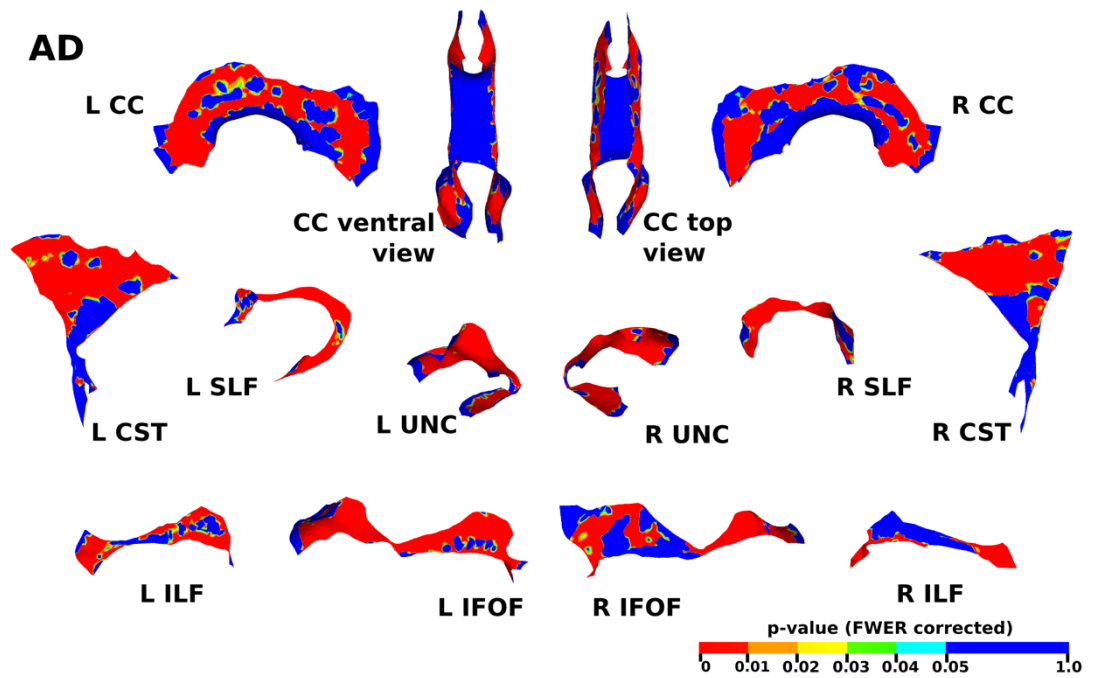 AD
L CC
R CC
CC ventral
view
CC top
view
L SLF
R SLF
L UNC
R UNC
L CST
R CST
L ILF
L IFOF
R IFOF
R ILF
p-value (FWER corrected)
0 0.01 0.02 0.03 0.04 0.05 1.0